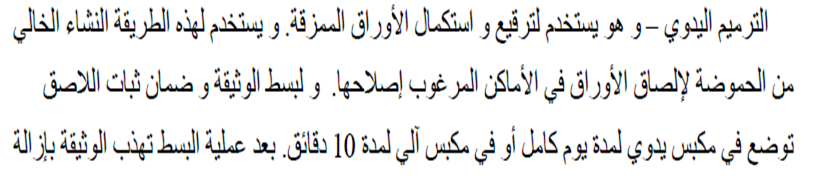 الترميم اليدوي – و هو يستخدم لترقيع و استكمال الأوراق الممزقة. و يستخدم لهذه الطريقة النشاء الخالي
من الحموضة لإلصاق الأوراق في الأماكن المرغوب إصلاحها. و لبسط الوثيقة و ضمان ثبات اللاصق
توضع في مكبس يدوي لمدة يوم كامل أو في مكبس آلي لمدة 10 دقائق. بعد عملية البسط تهذب الوثيقة بإزالة